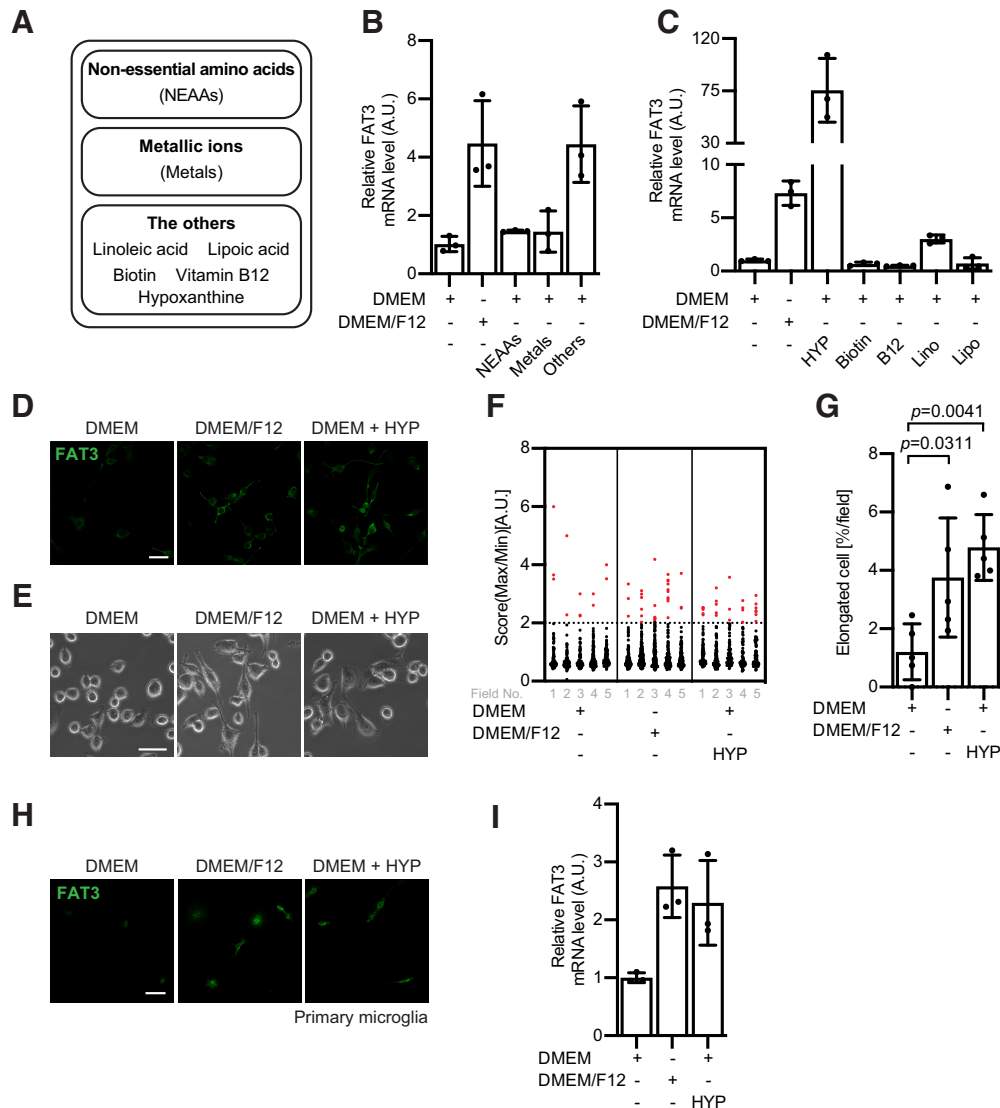 A
Non-essential amino acids
(NEAAs)
Metallic ions
(Metals)
The others
Linoleic acid Lipoic acid
Biotin Vitamin B12
Hypoxanthine
B
Relative FAT3
mRNA level (A.U.)
8
6
4
2
0
DMEM + - + + +
DMEM/F12 - + - - -
- - NEAAs Metals Others
C
Relative FAT3
mRNA level (A.U.)
120
75
30
10
5
0
DMEM + - + + + + +
DMEM/F12 - + - - - - -
- - HYP Biotin B12 Lino Lipo
D
DMEM DMEM/F12 DMEM + HYP
FAT3
E
DMEM DMEM/F12 DMEM + HYP
F
Score(Max/Min)[A.U.]
8
6
4
2
0
Field No. 1 2 3 4 5 1 2 3 4 5 1 2 3 4 5
DMEM + - +
DMEM/F12 - + -
- - HYP
G
p=0.0041
p=0.0311
Elongated cell [%/field]
8
6
4
2
0
DMEM + - +
DMEM/F12 - + -
- - HYP
H
DMEM DMEM/F12 DMEM + HYP
FAT3
Primary microglia
I
Relative FAT3
mRNA level (A.U.)
4
3
2
1
0
DMEM + - +
DMEM/F12 - + -
- - HYP